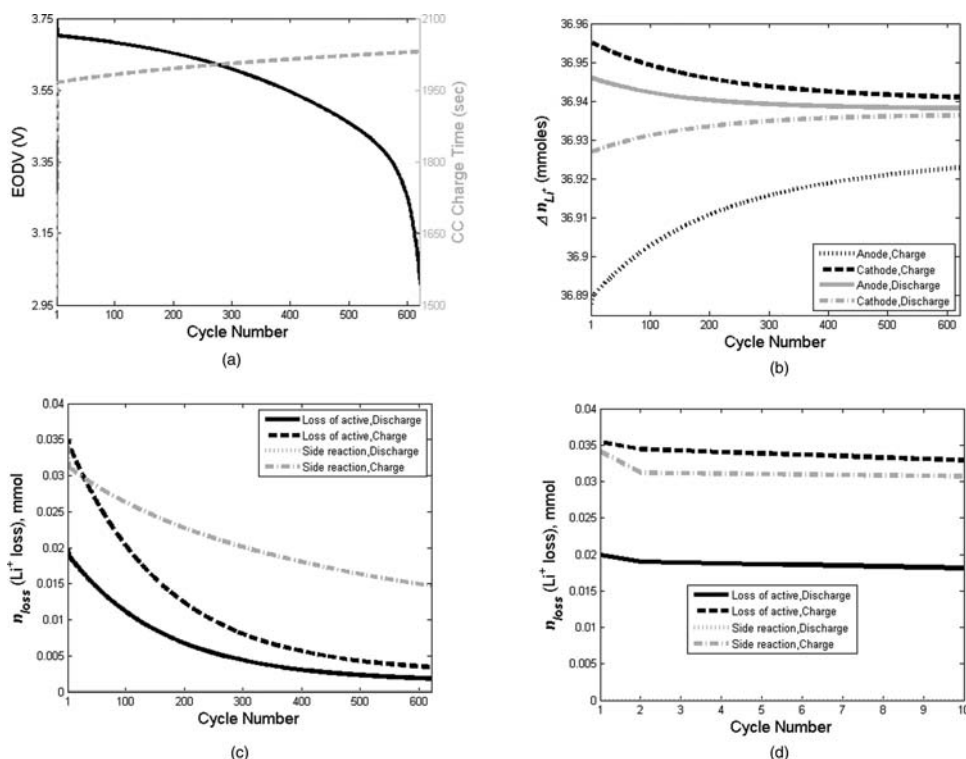 3.75
3.55
3.35
3.15
2.95
EODV (V)
2100
1950
1800
1650
1600
CC Charge Time (sec)
1 100 200 300 400 500 600
Cycle Number
(a)
36.96
36.95
36.94
36.93
36.92
36.91
36.9
36.89
Δ n Li+ (mmoles)
Anode,Charge
Cathode,Charge
Anode,Discharge
Cathode,Discharge
1 100 200 300 400 500 600
Cycle Number
(b)
0.04
0.035
0.03
0.025
0.02
0.015
0.01
0.005
0
n loss (Li+ loss), mmol
Loss of active,Discharge
Loss of active,Charge
Side reaction,Discharge
Side reaction,Charge
1 100 200 300 400 500 600
Cycle Number
(c)
0.04
0.035
0.03
0.025
0.02
0.015
0.01
0.005
0
n loss (Li+ loss), mmol
Loss of active,Discharge
Loss of active,Charge
Side reaction,Discharge
Side reaction,Charge
1 2 3 4 5 6 7 8 9 10
Cycle Number
(d)